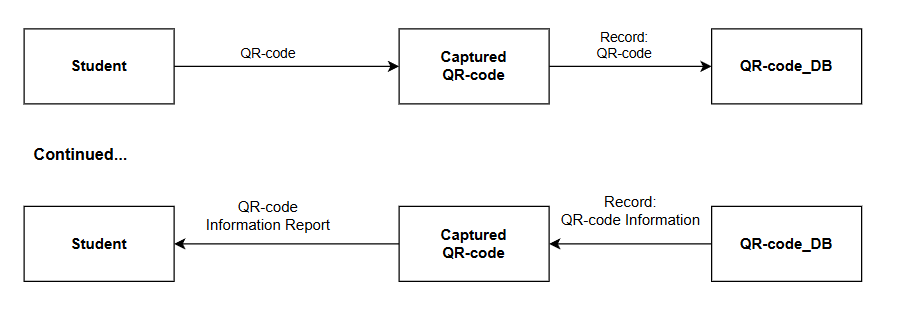 Student
QR-code
Captured
QR-code
Record:
QR-code
QR-code_DB
Continued...
Student
QR-code
Information Report
Captured
QR-code
Record:
QR-code Information
QR-code_DB